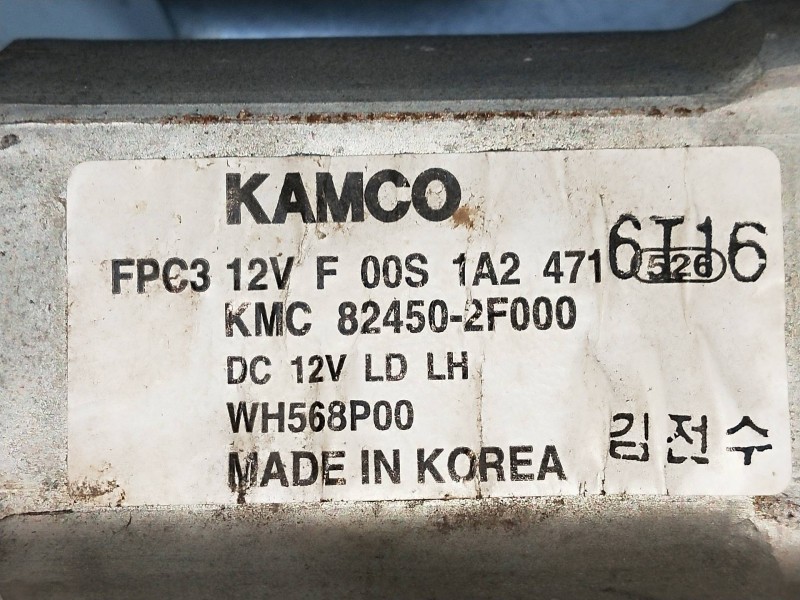 KAMCO
FPC3 12V F 00S 1A2 471 526
6I16
KMC 82450-2F000
DC 12V LD LH
WH568P00
김전수
MADE IN KOREA